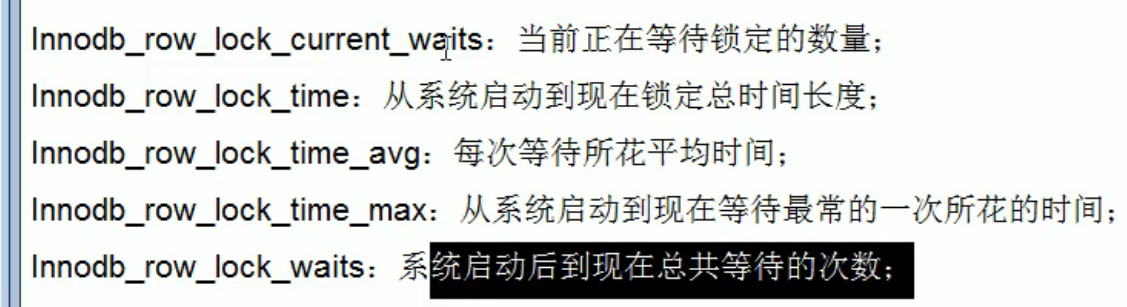 Innodb_row_lock_current_waits：当前正在等待锁定的数量；
Innodb_row_lock_time：从系统启动到现在锁定总时间长度；
Innodb_row_lock_time_avg：每次等待所花平均时间；
Innodb_row_lock_time_max：从系统启动到现在等待最常的一次所花的时间；
Innodb_row_lock_waits：系统启动后到现在总共等待的次数；